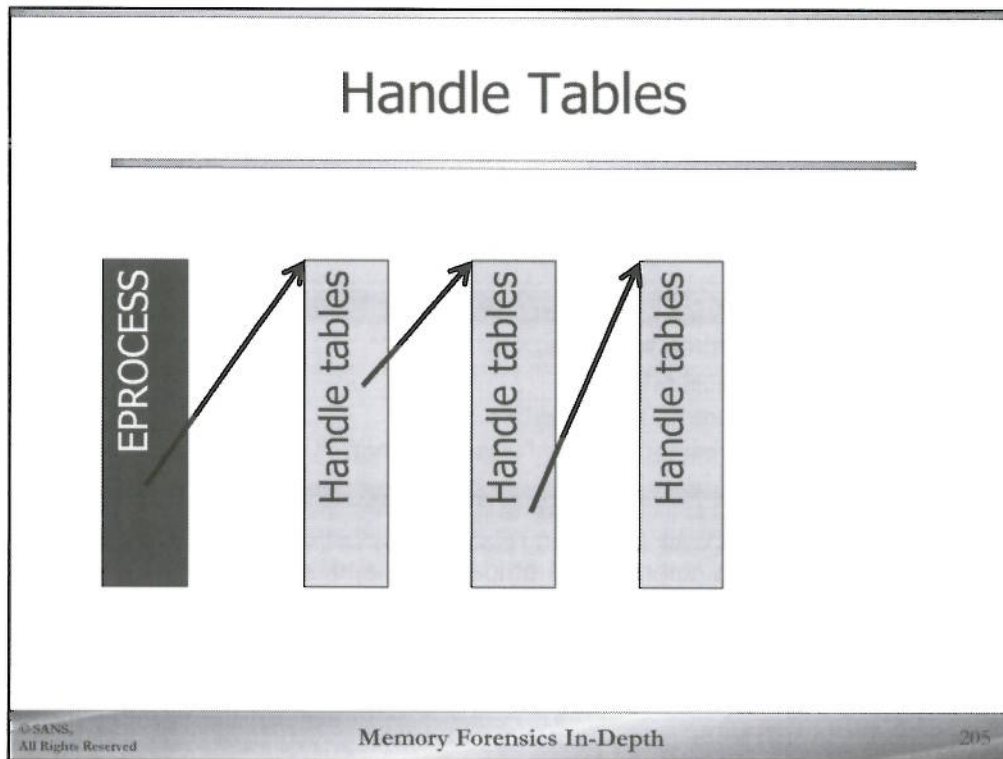 Handle Tables
EPROCESS
Handle tables
Handle tables
Handle tables
©SANS,
All Rights Reserved
Memory Forensics In-Depth
205